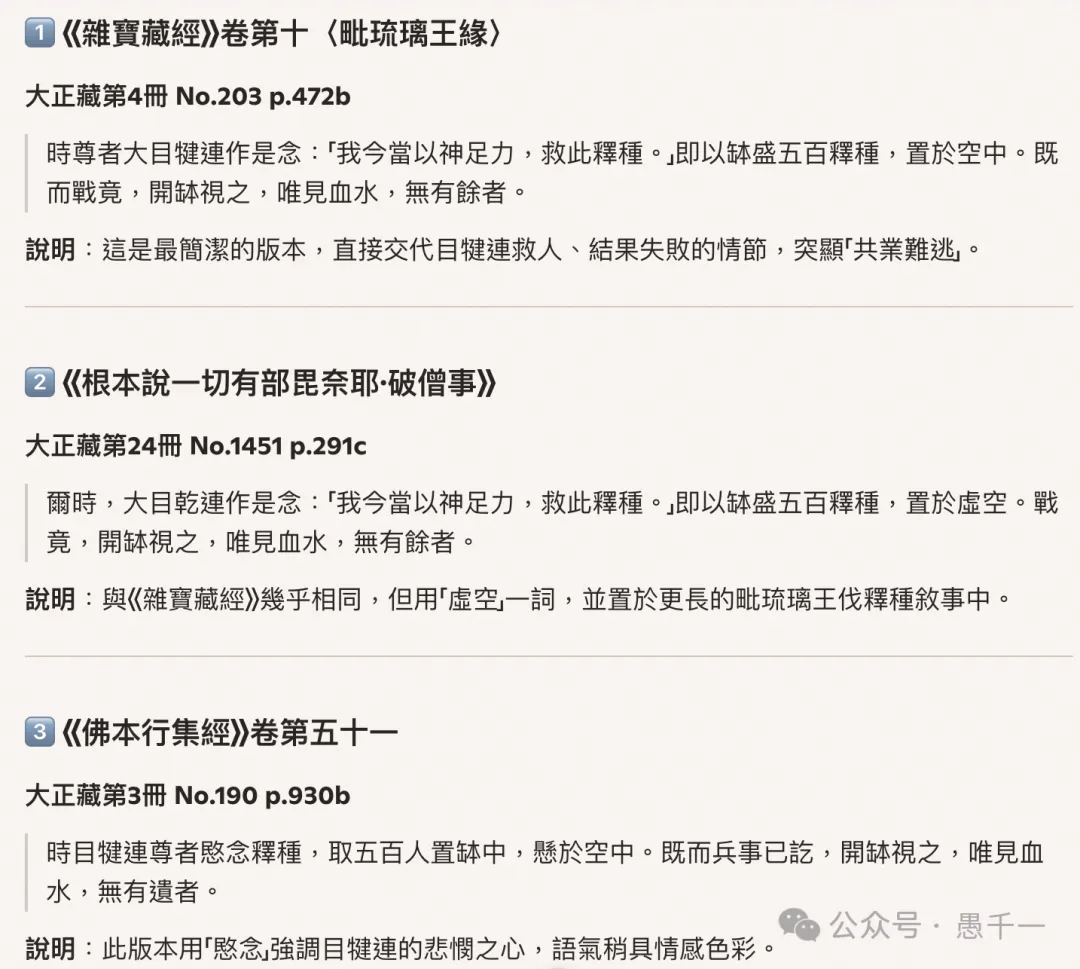 1 《雜寶藏經》卷第十〈毗琉璃王緣〉
大正藏第4冊 No.203 p.472b
時尊者大目犍連作是念：「我今當以神足力，救此釋種。」即以缽盛五百釋種，置於空中。既
而戰竟，開缽視之，唯見血水，無有餘者。
說明：這是最簡潔的版本，直接交代目犍連救人、結果失敗的情節，突顯「共業難逃」。
2 《根本說一切有部毘奈耶·破僧事》
大正藏第24冊 No.1451 p.291c
爾時，大目乾連作是念：「我今當以神足力，救此釋種。」即以缽盛五百釋種，置於虛空。戰
竟，開缽視之，唯見血水，無有餘者。
說明：與《雜寶藏經》幾乎相同，但用「虛空」一詞，並置於更長的毗琉璃王伐釋種敘事中。
3 《佛本行集經》卷第五十一
大正藏第3冊 No.190 p.930b
時目犍連尊者愍念釋種，取五百人置缽中，懸於空中。既而兵事已訖，開缽視之，唯見血
水，無有遺者。
說明：此版本用「愍念」強調目犍連的悲憫之心，語氣稍具情感色彩。
公众号 · 愚千一